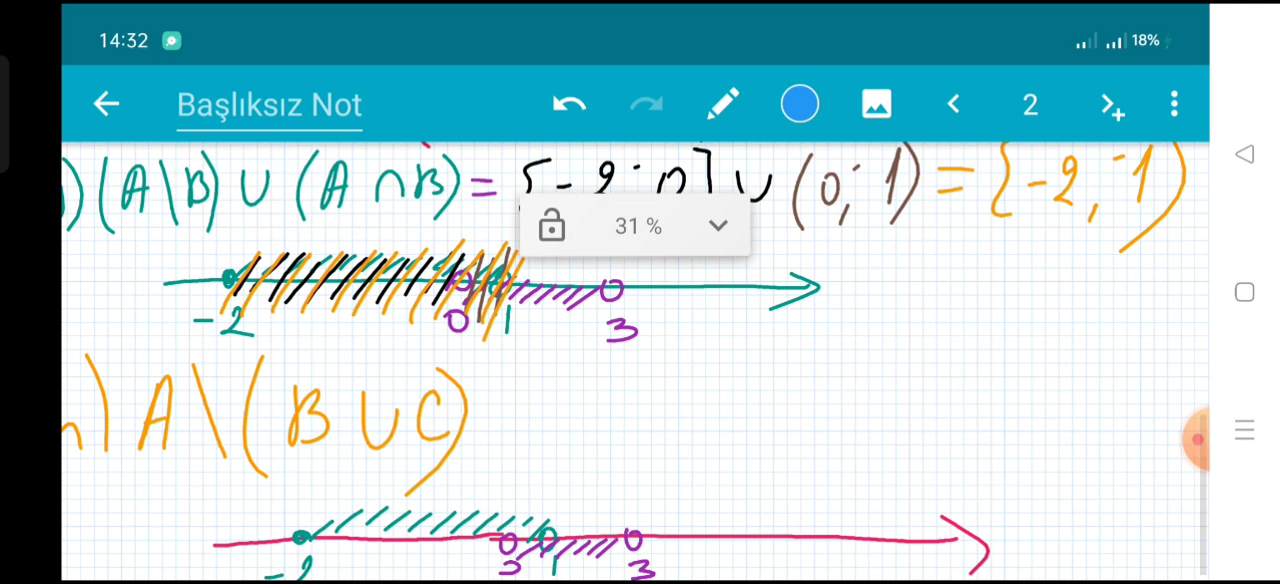 14:32 18%
Başlıksız Not 2
)(A\B) ∪ (A ∩ B) = [-2; 0] ∪ (0; 1) = [-2, 1)
31 %
-2 0 1 3
n) A \ (B ∪ C)
-2 3 1 3